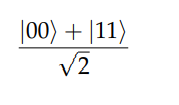 |00⟩ + |11⟩
√2